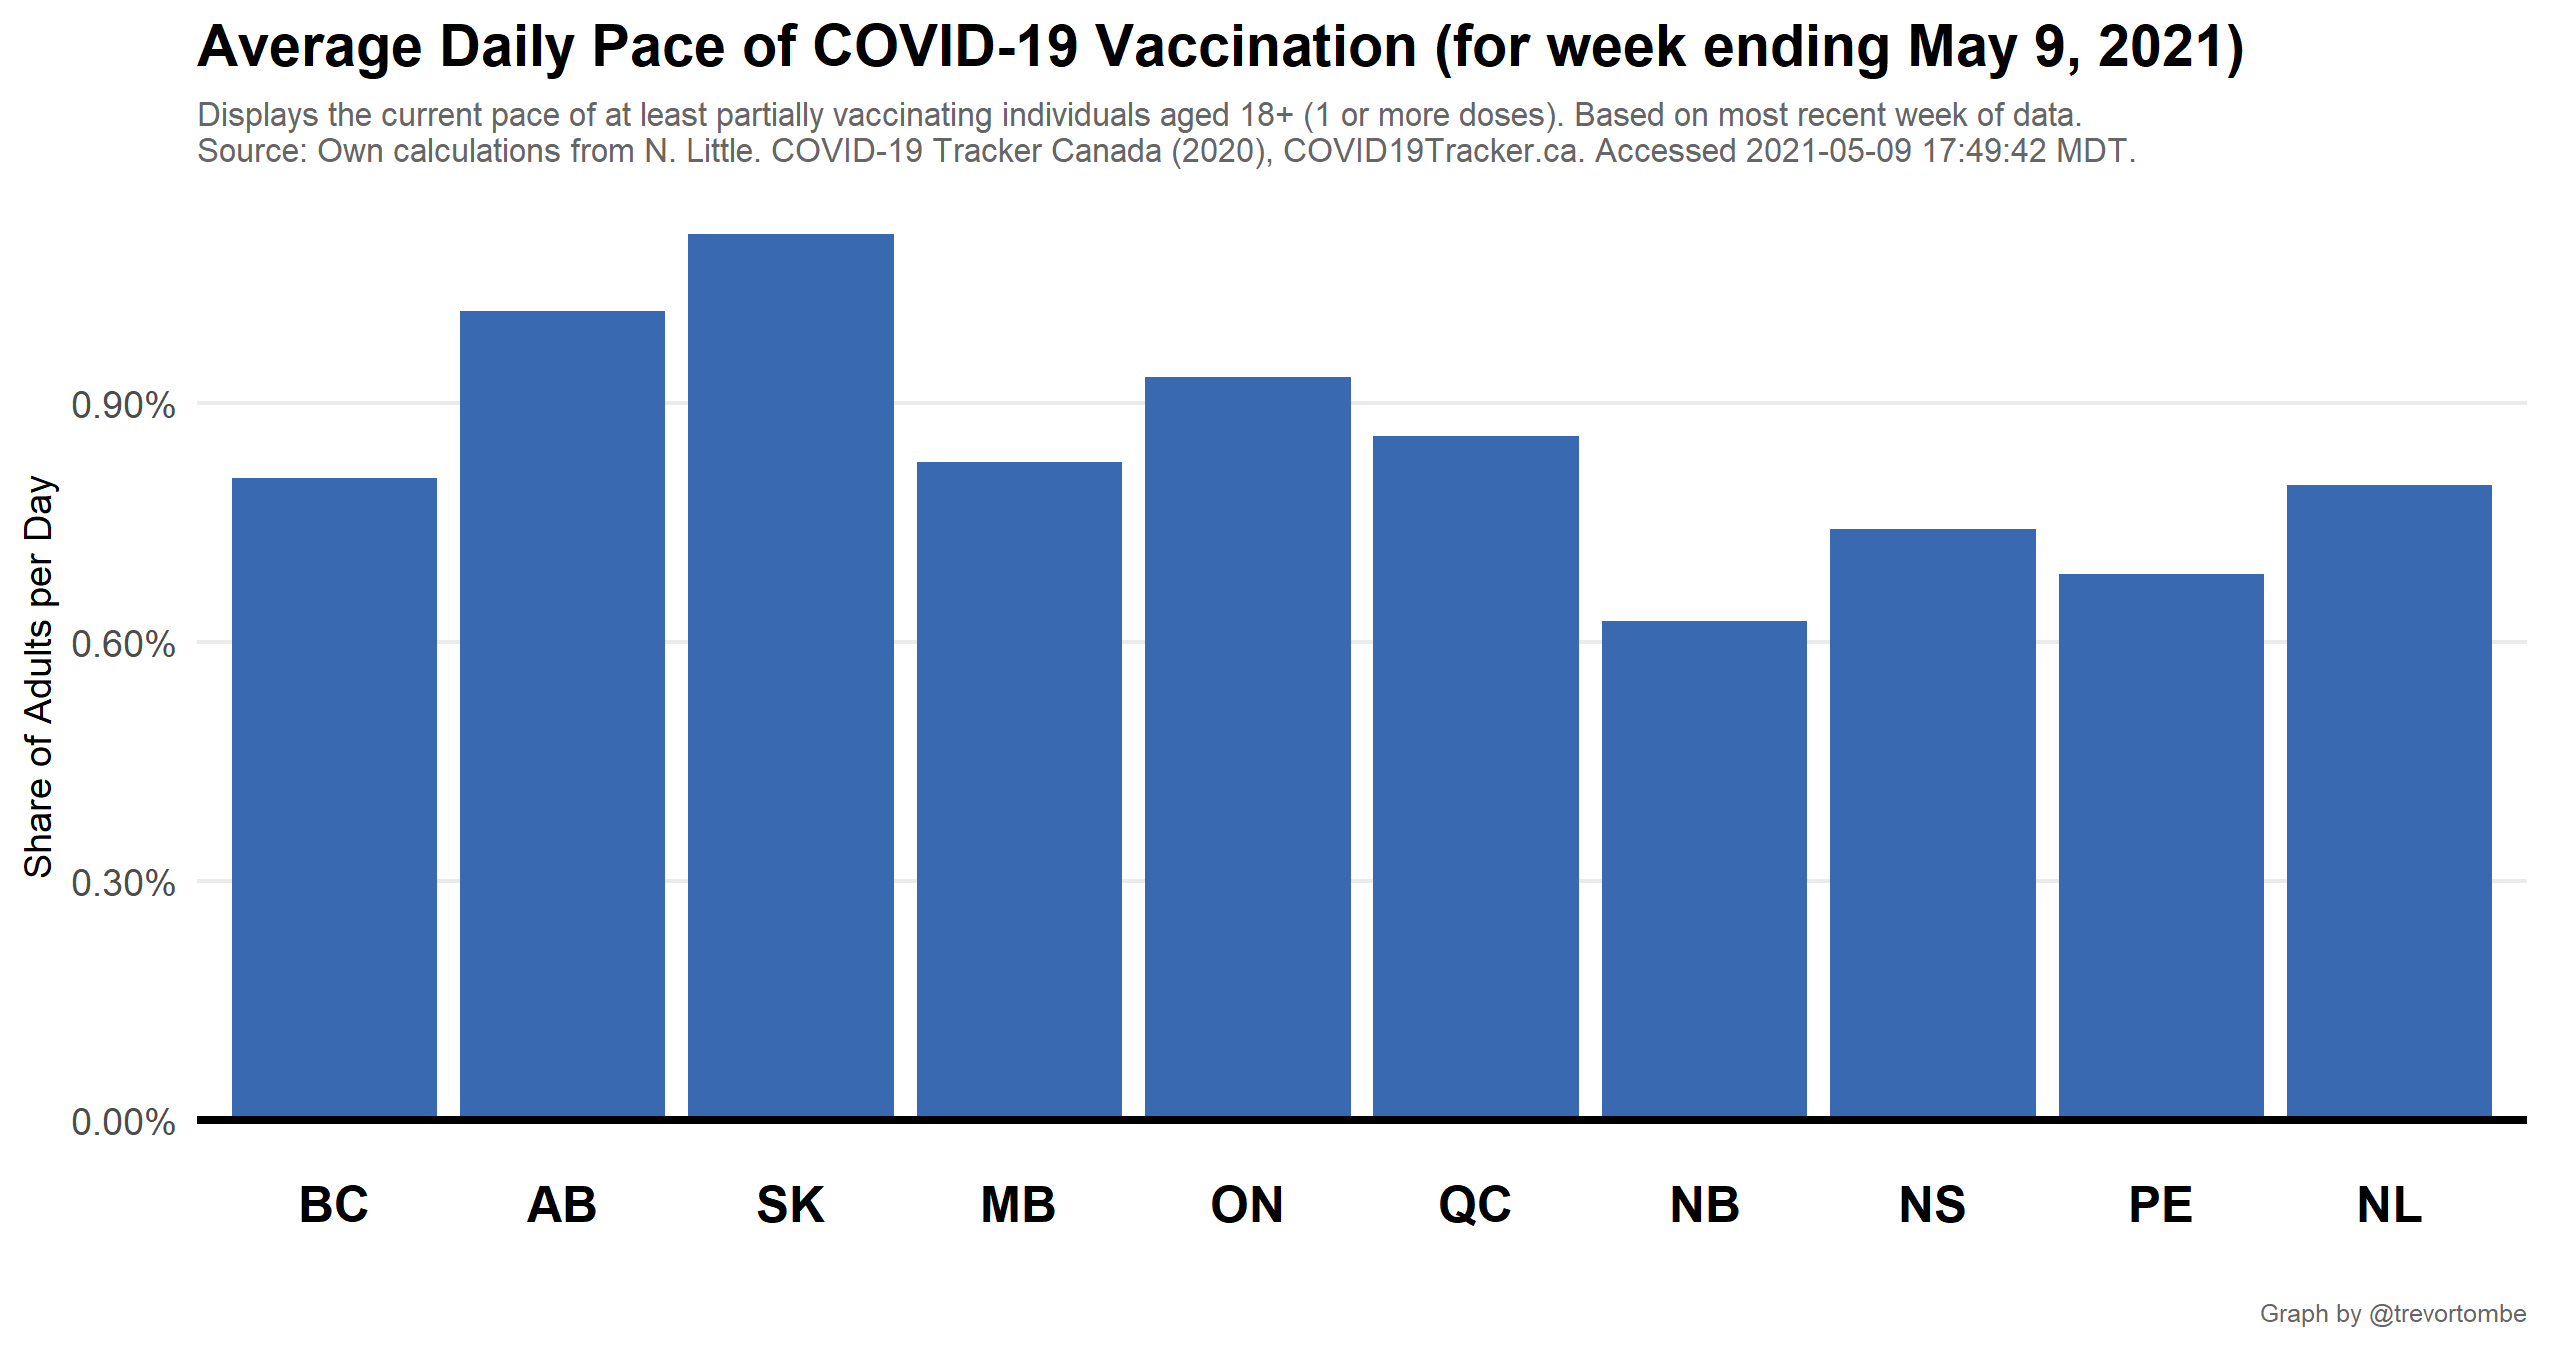 Average Daily Pace of COVID-19 Vaccination (for week ending May 9, 2021)
Displays the current pace of at least partially vaccinating individuals aged 18+ (1 or more doses). Based on most recent week of data.
Source: Own calculations from N. Little. COVID-19 Tracker Canada (2020), COVID19Tracker.ca. Accessed 2021-05-09 17:49:42 MDT.
Share of Adults per Day
0.90%
0.60%
0.30%
0.00%
BC AB SK MB ON QC NB NS PE NL
Graph by @trevortombe